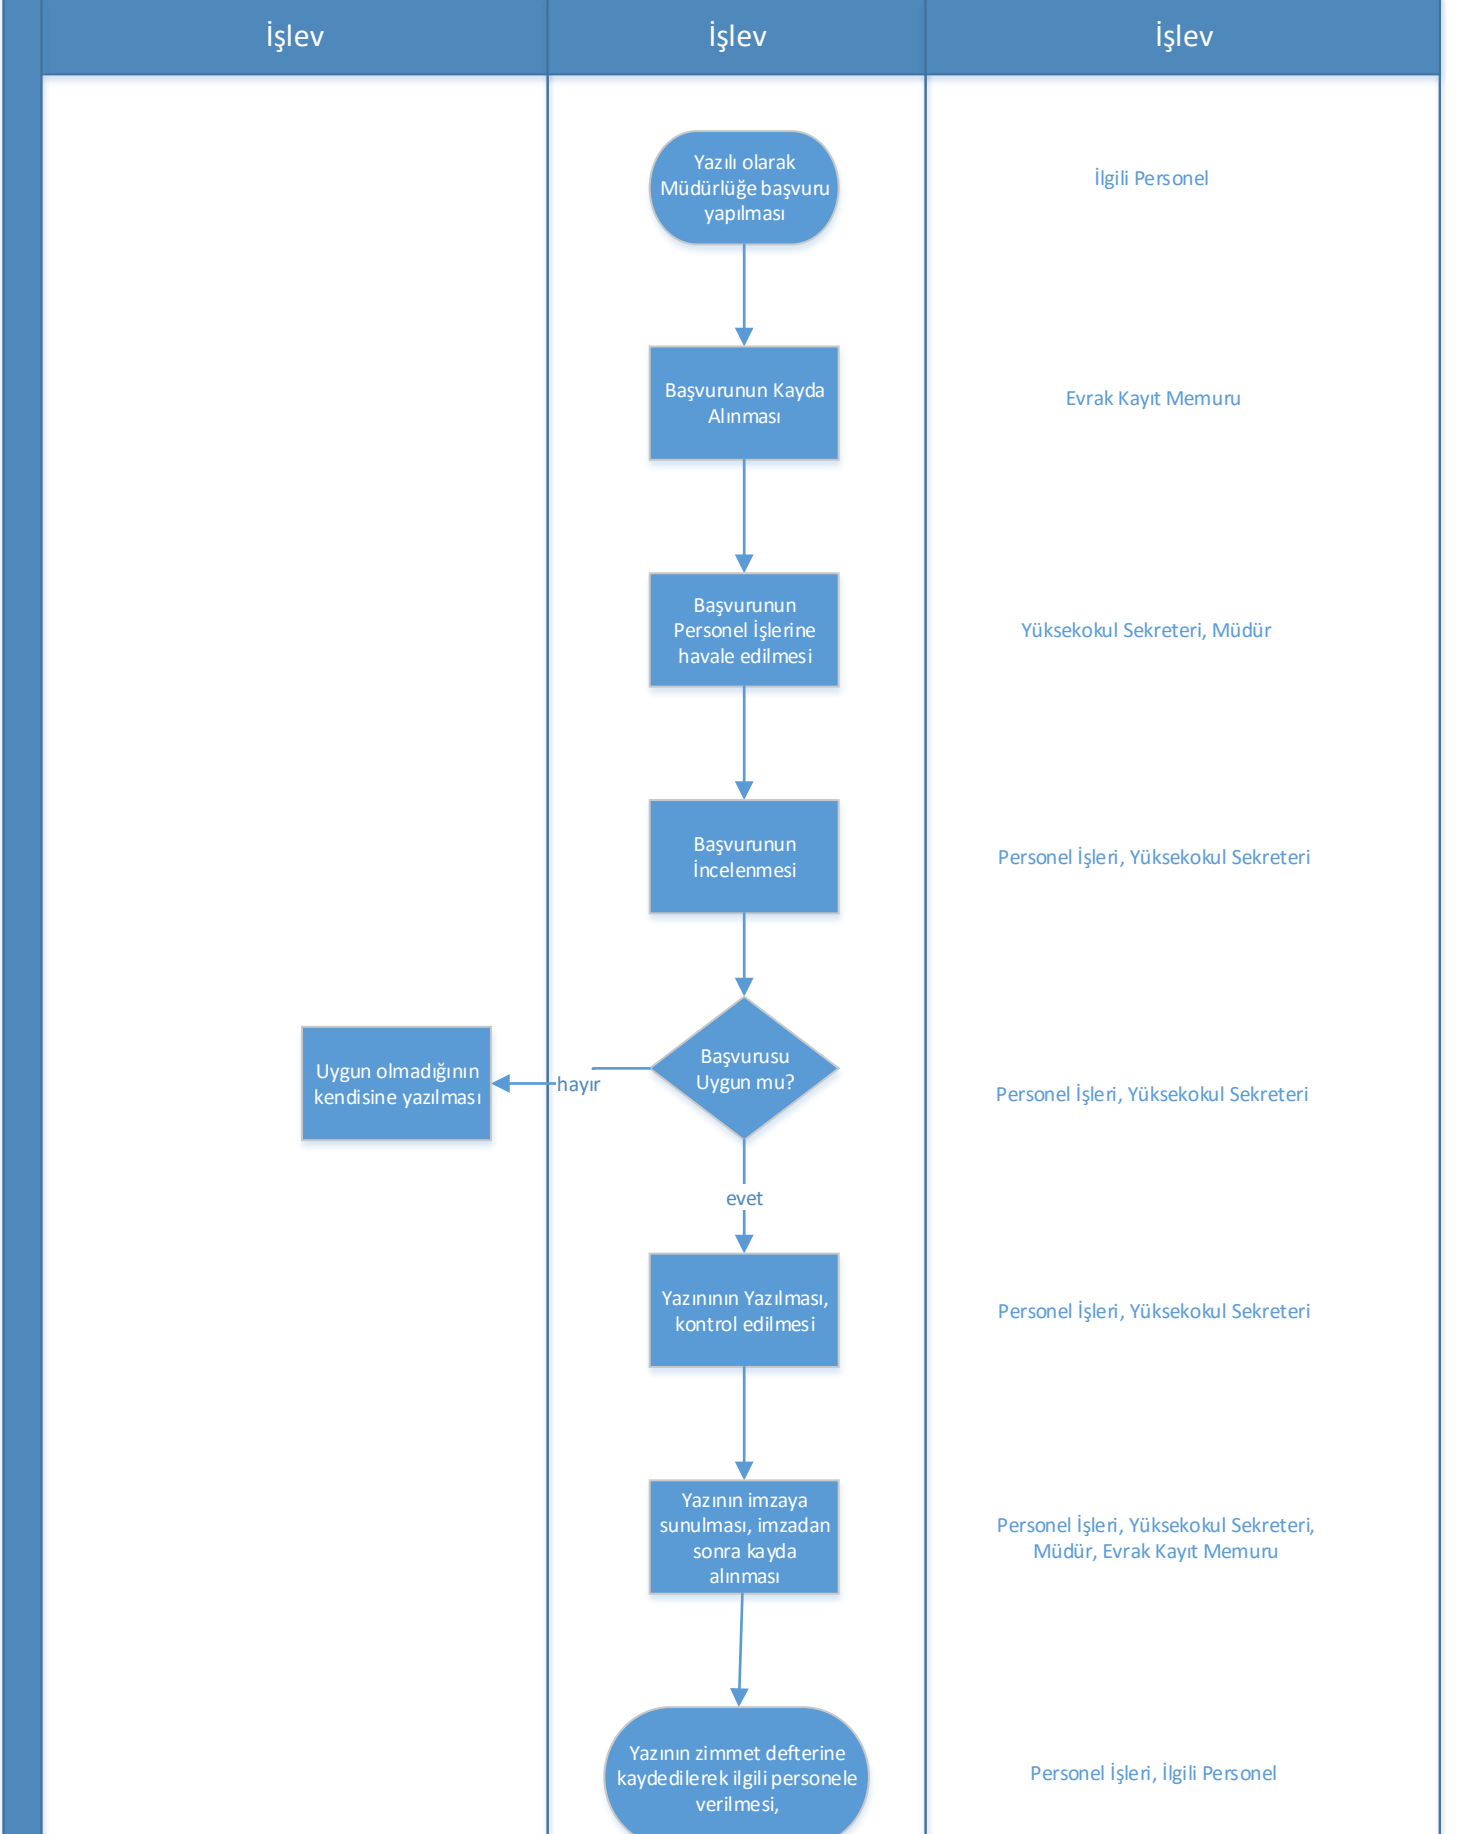 İşlev
İşlev
İşlev
Yazılı olarak
Müdürlüğe başvuru
yapılması
İlgili Personel
Başvurunun Kayda
Alınması
Evrak Kayıt Memuru
Başvurunun
Personel İşlerine
havale edilmesi
Yüksekokul Sekreteri, Müdür
Başvurunun
İncelenmesi
Personel İşleri, Yüksekokul Sekreteri
Başvurusu
Uygun mu?
hayır
Uygun olmadığının
kendisine yazılması
Personel İşleri, Yüksekokul Sekreteri
evet
Yazınının Yazılması,
kontrol edilmesi
Personel İşleri, Yüksekokul Sekreteri
Yazının imzaya
sunulması, imzadan
sonra kayda
alınması
Personel İşleri, Yüksekokul Sekreteri,
Müdür, Evrak Kayıt Memuru
Yazının zimmet defterine
kaydedilerek ilgili personele
verilmesi,
Personel İşleri, İlgili Personel